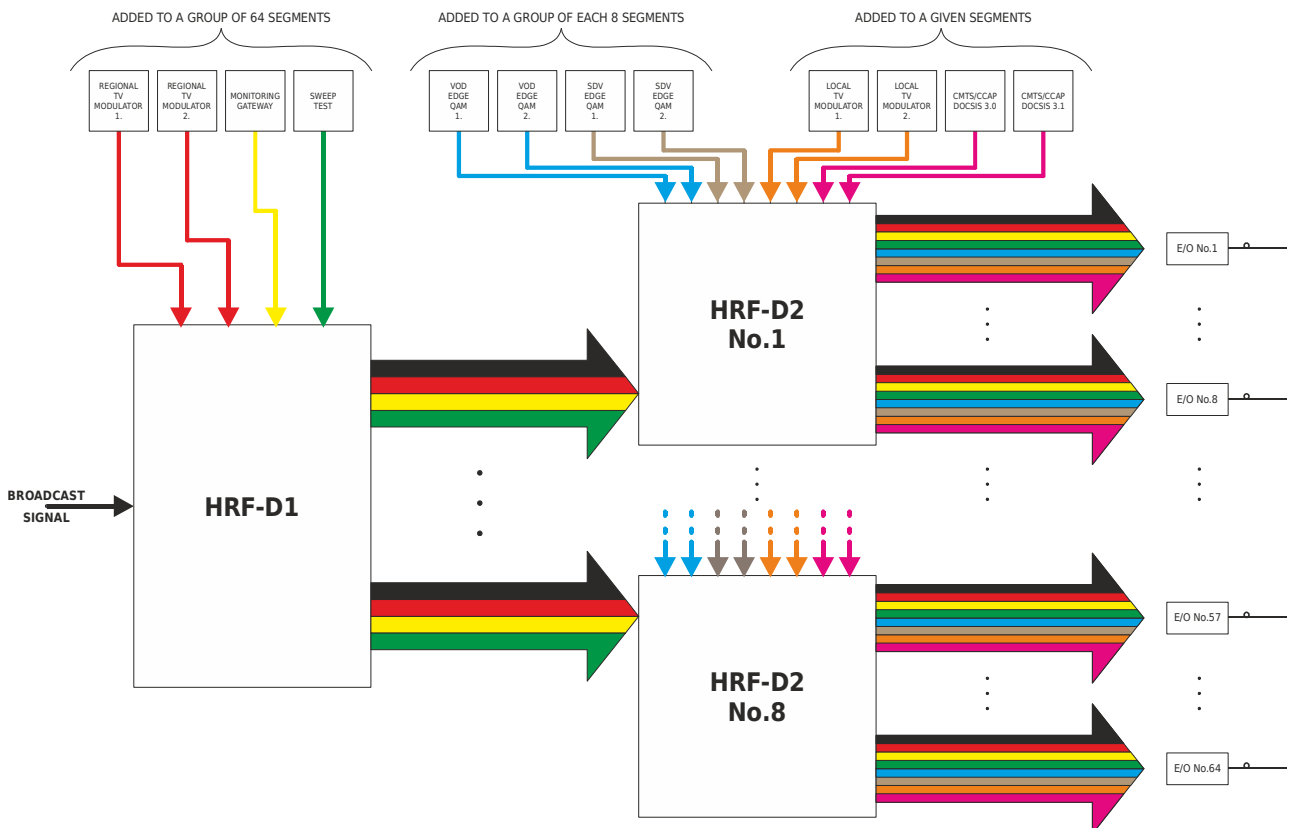 ADDED TO A GROUP OF 64 SEGMENTS
ADDED TO A GROUP OF EACH 8 SEGMENTS
ADDED TO A GIVEN SEGMENTS
REGIONAL
TV
MODULATOR
1.
REGIONAL
TV
MODULATOR
2.
MONITORING
GATEWAY
SWEEP
TEST
VOD
EDGE
QAM
1.
VOD
EDGE
QAM
2.
SDV
EDGE
QAM
1.
SDV
EDGE
QAM
2.
LOCAL
TV
MODULATOR
1.
LOCAL
TV
MODULATOR
2.
CMTS/CCAP
DOCSIS 3.0
CMTS/CCAP
DOCSIS 3.1
BROADCAST
SIGNAL
HRF-D1
HRF-D2
No.1
HRF-D2
No.8
E/O No.1
E/O No.8
E/O No.57
E/O No.64